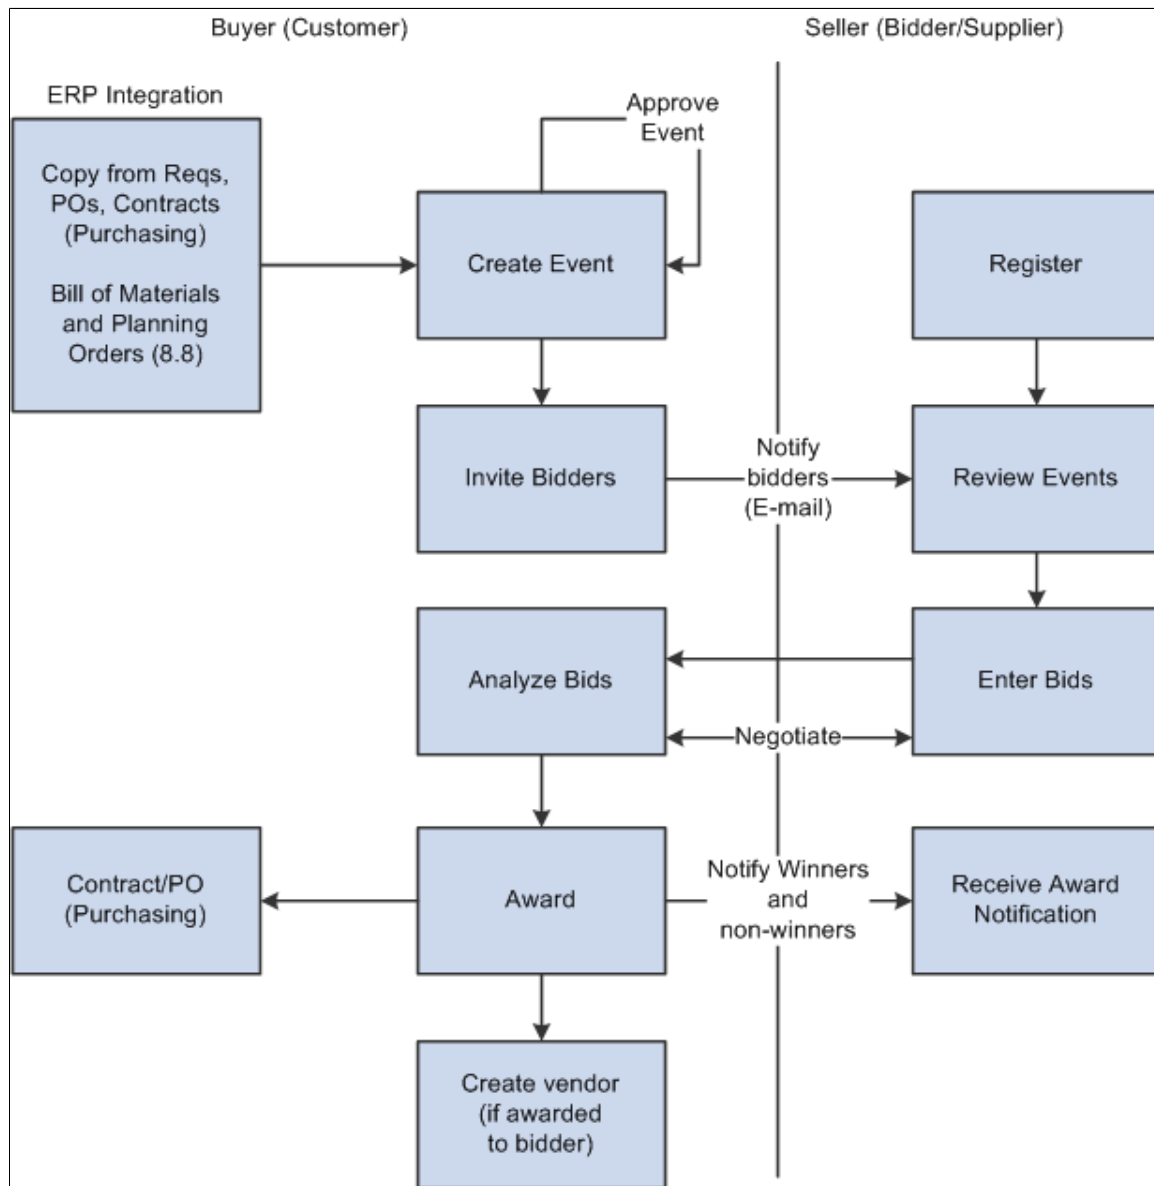 Buyer (Customer)
Seller (Bidder/Supplier)
ERP Integration
Approve
Event
Copy from Reqs,
POs, Contracts
(Purchasing)
Bill of Materials
and Planning
Orders (8.8)
Create Event
Register
Invite Bidders
Notify
bidders
(E-mail)
Review Events
Analyze Bids
Enter Bids
Negotiate
Contract/PO
(Purchasing)
Award
Notify Winners
and
non-winners
Receive Award
Notification
Create vendor
(if awarded
to bidder)